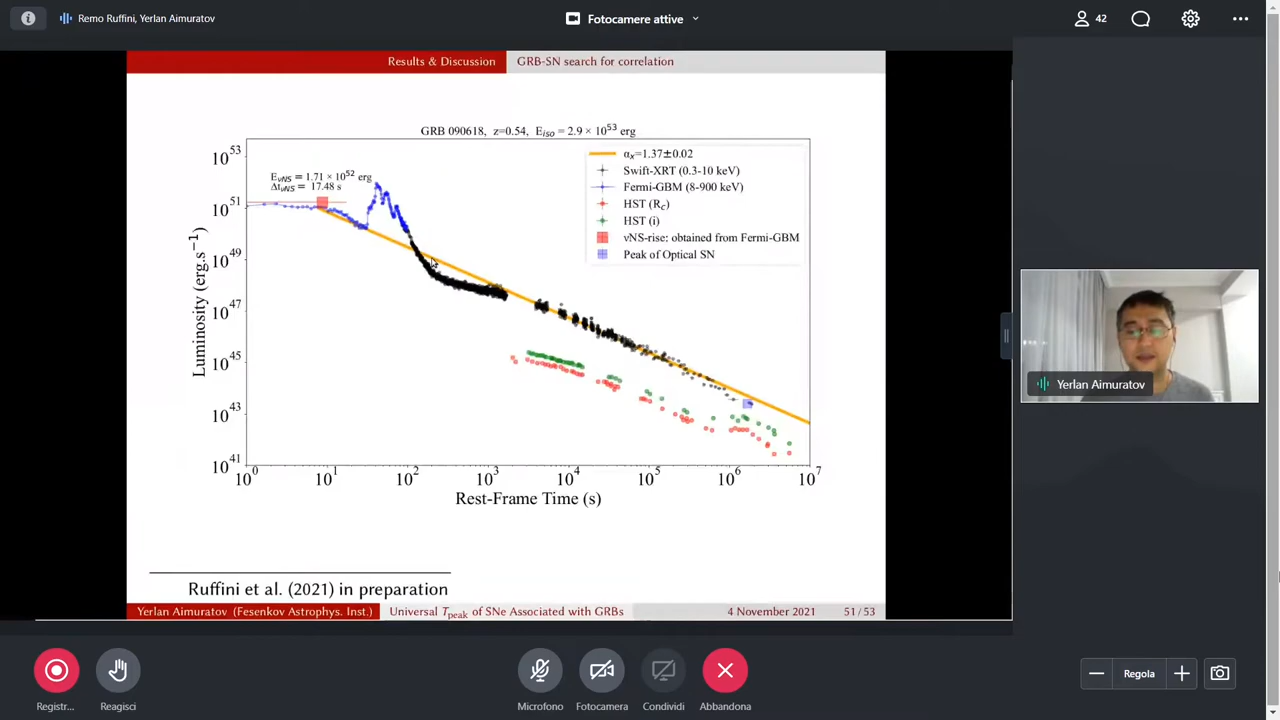 Remo Ruffini, Yerlan Aimuratov
Fotocamere attive
42
Results & Discussion
GRB-SN search for correlation
GRB 090618, z=0.54, E_iso = 2.9 × 10^53 erg
E_νNS = 1.71 × 10^52 erg
Δt_νNS = 17.48 s
α_x=1.37±0.02
Swift-XRT (0.3-10 keV)
Fermi-GBM (8-900 keV)
HST (R_C)
HST (i)
νNS-rise: obtained from Fermi-GBM
Peak of Optical SN
Luminosity (erg.s^−1)
10^53
10^51
10^49
10^47
10^45
10^43
10^41
10^0 10^1 10^2 10^3 10^4 10^5 10^6 10^7
Rest-Frame Time (s)
Ruffini et al. (2021) in preparation
Yerlan Aimuratov (Fesenkov Astrophys. Inst.)
Universal T_peak of SNe Associated with GRBs
4 November 2021
51 / 53
Yerlan Aimuratov
Registr...
Reagisci
Microfono
Fotocamera
Condividi
Abbandona
Regola